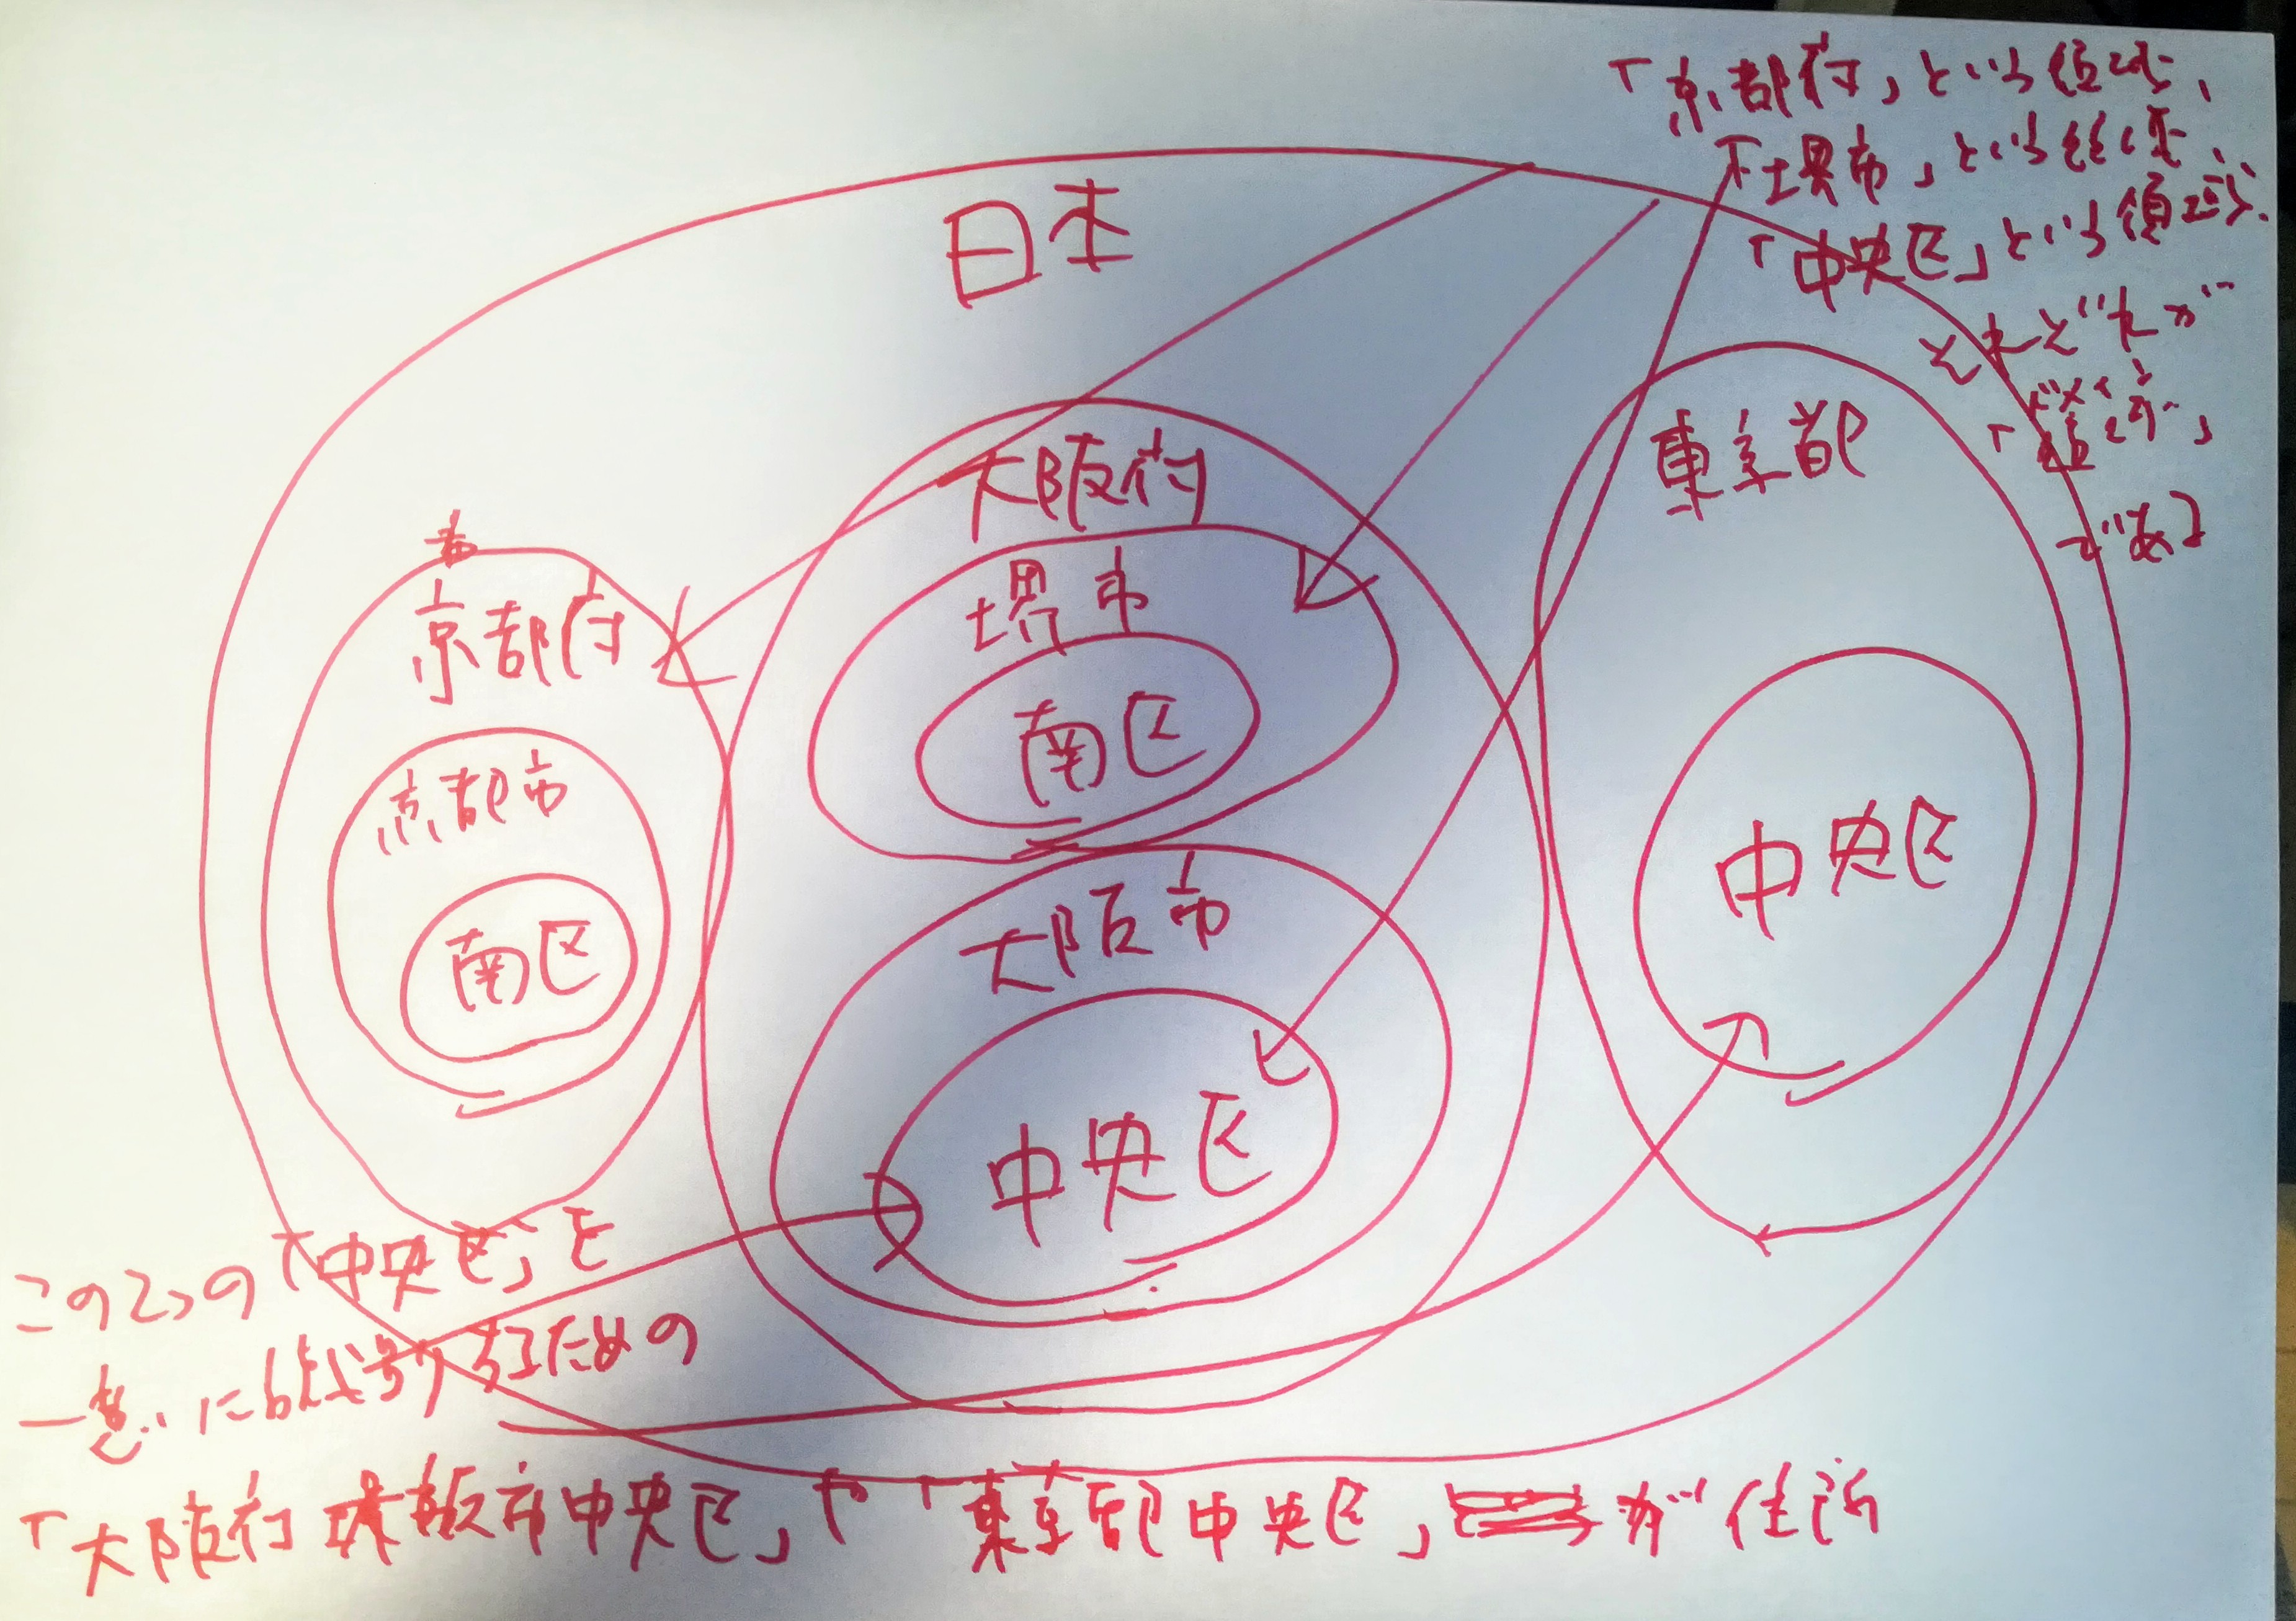 「京都府」という領域、
「堺市」という領域、
「中央区」という領域
それぞれが
ドメイン
「　」
である
日本
大阪府
東京都
堺市
京都府
南区
京都市
中央区
大阪市
南区
中央区
この2つの「中央区」を
一意に識別するための
「大阪府 大阪市中央区」や「東京都中央区」が住所